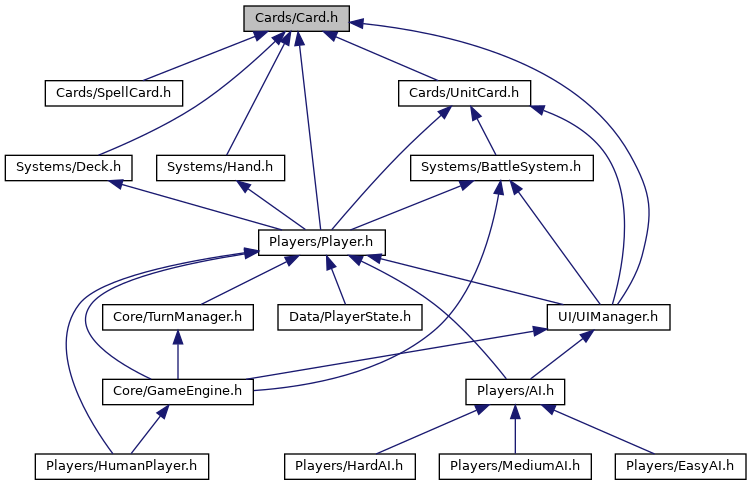 Cards/Card.h
Cards/SpellCard.h
Cards/UnitCard.h
Systems/Deck.h
Systems/Hand.h
Systems/BattleSystem.h
Players/Player.h
Core/TurnManager.h
Data/PlayerState.h
UI/UIManager.h
Core/GameEngine.h
Players/AI.h
Players/HumanPlayer.h
Players/HardAI.h
Players/MediumAI.h
Players/EasyAI.h